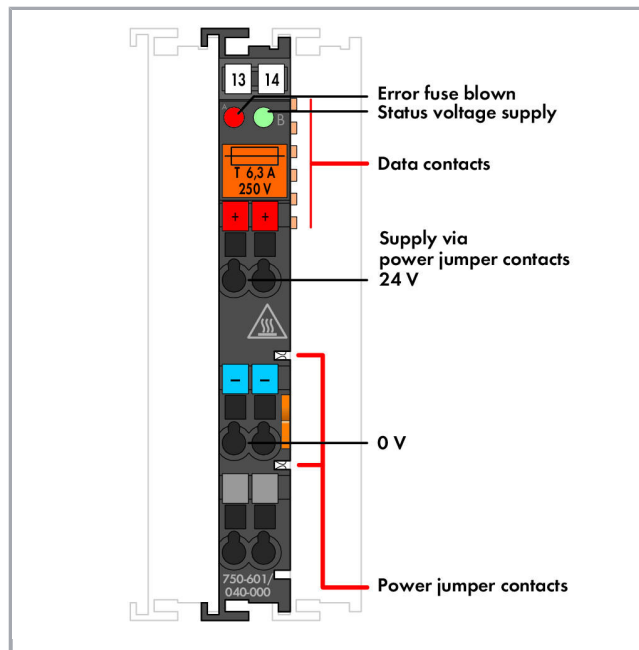 13 14
Error fuse blown
A
B
Status voltage supply
Data contacts
T 6,3 A
250 V
+ +
Supply via
power jumper contacts
24 V
- -
0 V
750-601/
040-000
Power jumper contacts